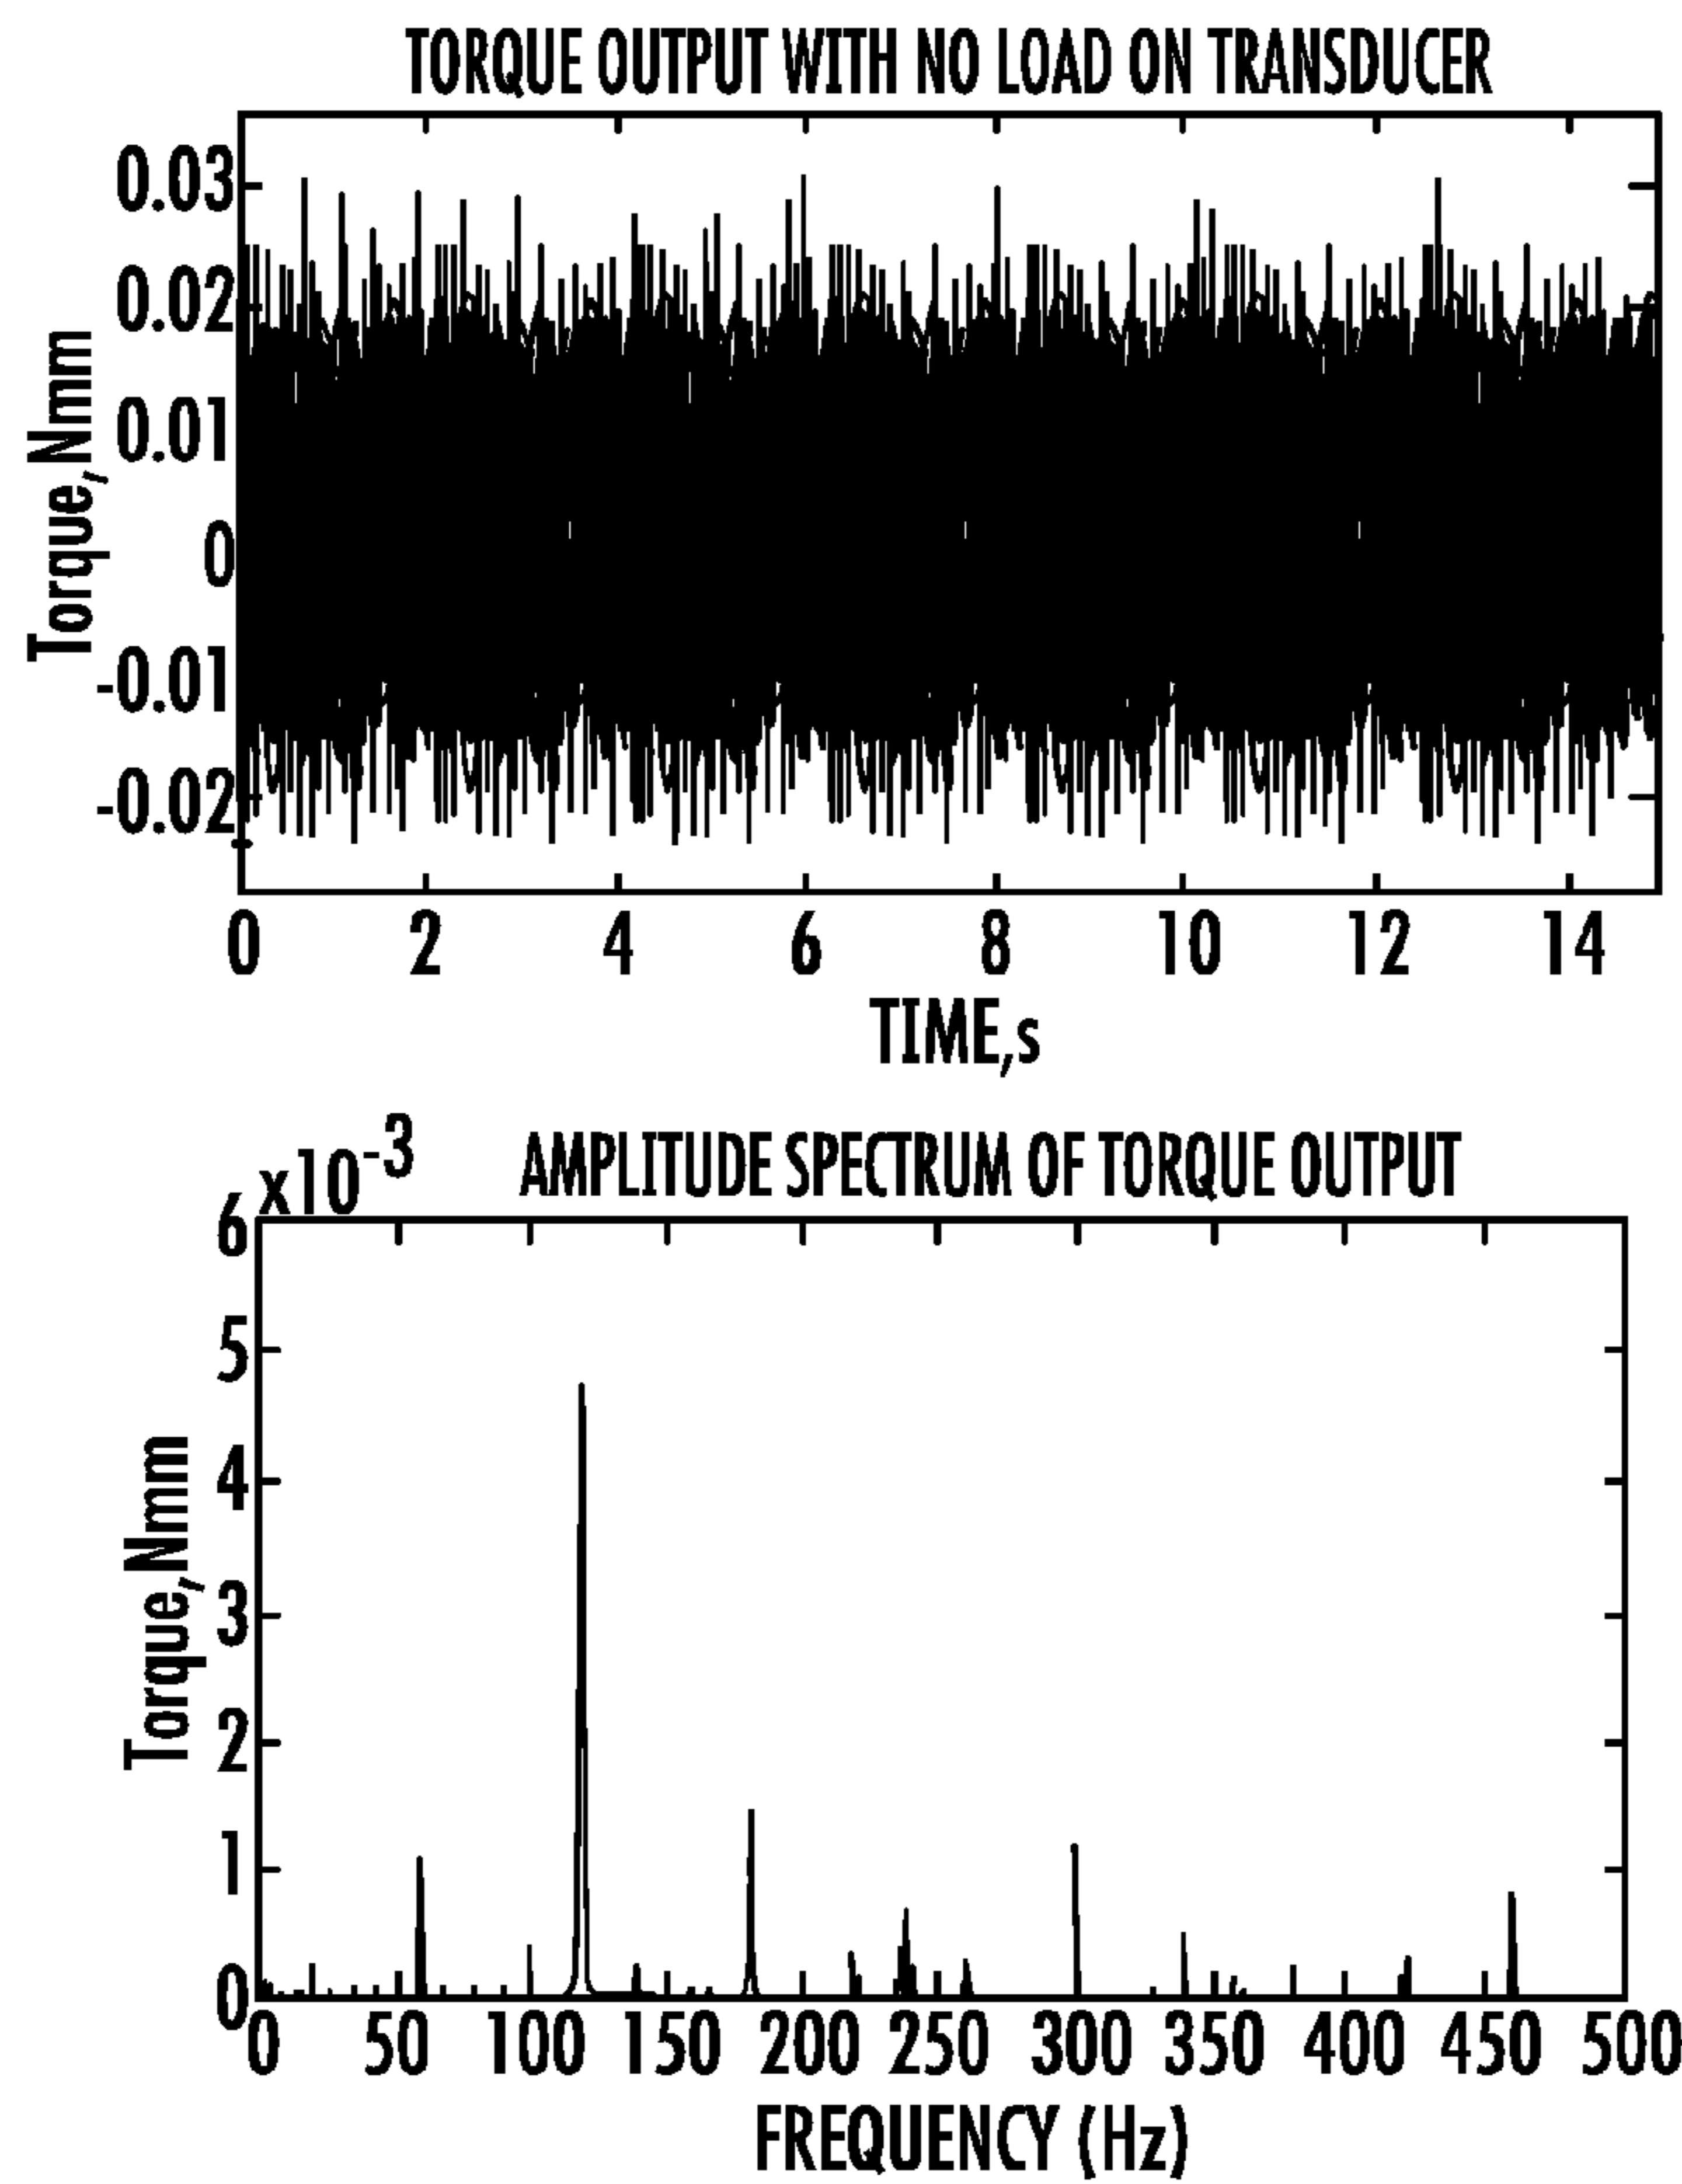 TORQUE OUTPUT WITH NO LOAD ON TRANSDUCER
0.03
0.02
0.01
0
-0.01
-0.02
Torque,Nmm
0 2 4 6 8 10 12 14
TIME,s
x10-3
AMPLITUDE SPECTRUM OF TORQUE OUTPUT
6
5
4
3
2
1
0
Torque,Nmm
0 50 100 150 200 250 300 350 400 450 500
FREQUENCY (Hz)